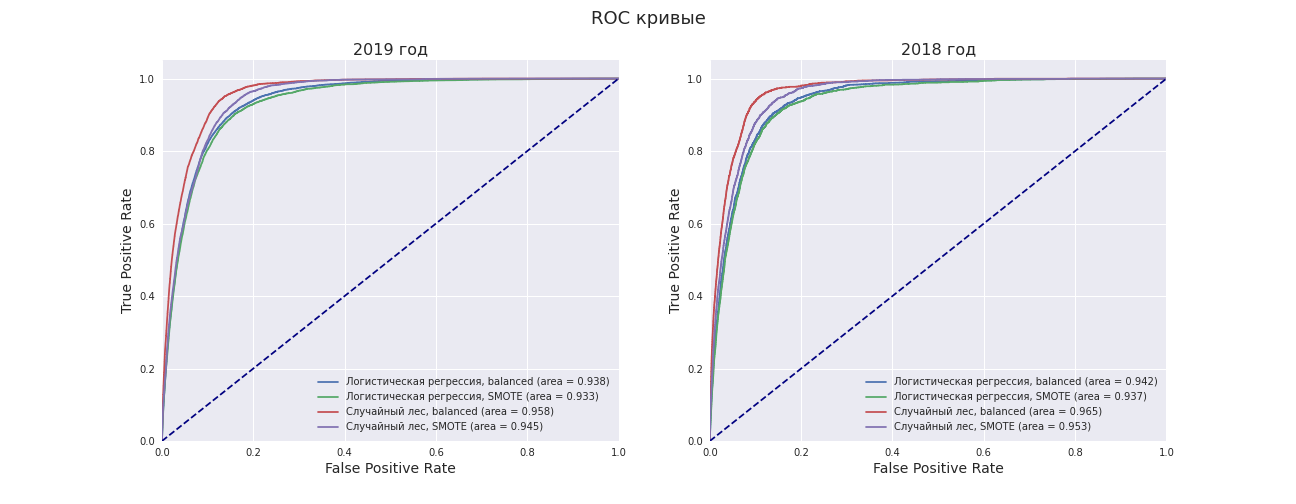 ROC кривые
2019 год
True Positive Rate
1.0
0.8
0.6
0.4
0.2
0.0
Логистическая регрессия, balanced (area = 0.938)
Логистическая регрессия, SMOTE (area = 0.933)
Случайный лес, balanced (area = 0.958)
Случайный лес, SMOTE (area = 0.945)
0.0 0.2 0.4 0.6 0.8 1.0
False Positive Rate
2018 год
True Positive Rate
1.0
0.8
0.6
0.4
0.2
0.0
Логистическая регрессия, balanced (area = 0.942)
Логистическая регрессия, SMOTE (area = 0.937)
Случайный лес, balanced (area = 0.965)
Случайный лес, SMOTE (area = 0.953)
0.0 0.2 0.4 0.6 0.8 1.0
False Positive Rate